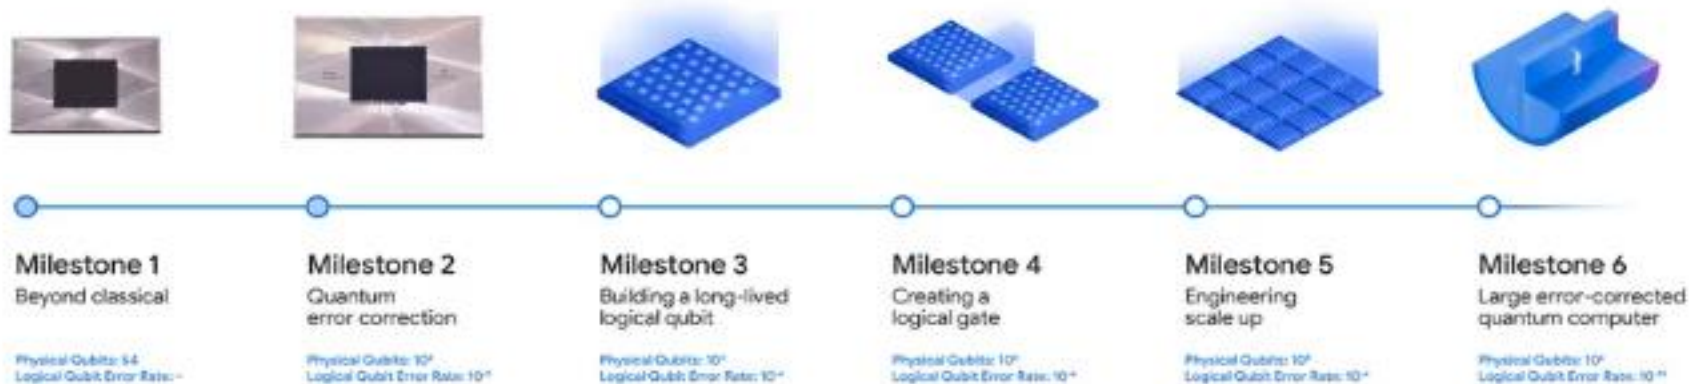 Milestone 1
Beyond classical
Physical Qubits: 54
Logical Qubit Error Rate: -
Milestone 2
Quantum
error correction
Physical Qubits:
Logical Qubit Error Rate:
Milestone 3
Building a long-lived
logical qubit
Physical Qubits:
Logical Qubit Error Rate:
Milestone 4
Creating a
logical gate
Physical Qubits:
Logical Qubit Error Rate:
Milestone 5
Engineering
scale up
Physical Qubits:
Logical Qubit Error Rate:
Milestone 6
Large error-corrected
quantum computer
Physical Qubits:
Logical Qubit Error Rate: